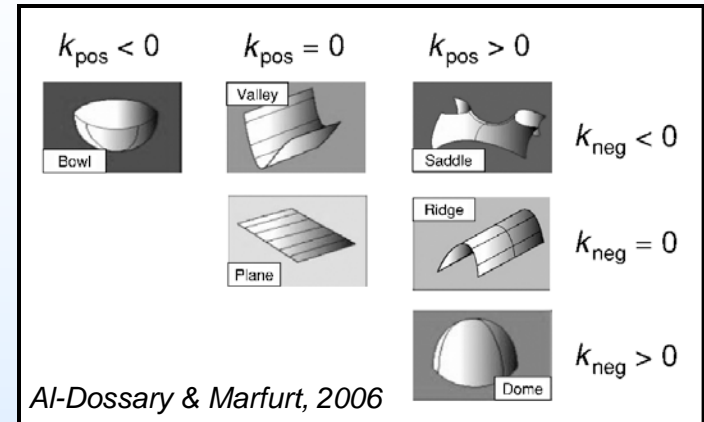 k_pos < 0 k_pos = 0 k_pos > 0
Valley
Bowl
Saddle
k_neg < 0
Ridge
Plane
k_neg = 0
Dome
k_neg > 0
Al-Dossary & Marfurt, 2006